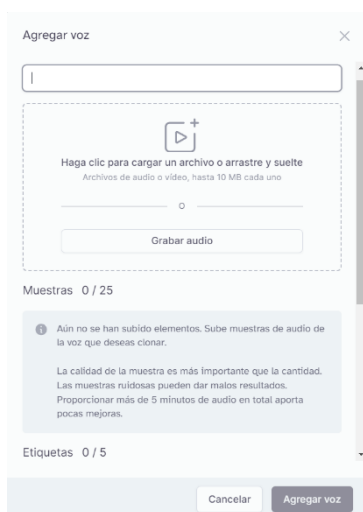 Agregar voz
Haga clic para cargar un archivo o arrastre y suelte
Archivos de audio o vídeo, hasta 10 MB cada uno
o
Grabar audio
Muestras 0 / 25
Aún no se han subido elementos. Sube muestras de audio de
la voz que deseas clonar.
La calidad de la muestra es más importante que la cantidad.
Las muestras ruidosas pueden dar malos resultados.
Proporcionar más de 5 minutos de audio en total aporta
pocas mejoras.
Etiquetas 0 / 5
Cancelar
Agregar voz